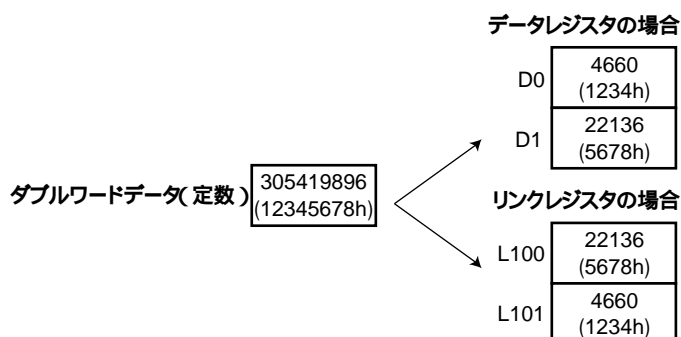 データレジスタの場合
D0
4660
(1234h)
D1
22136
(5678h)
ダブルワードデータ(定数)
305419896
(12345678h)
リンクレジスタの場合
L100
22136
(5678h)
L101
4660
(1234h)